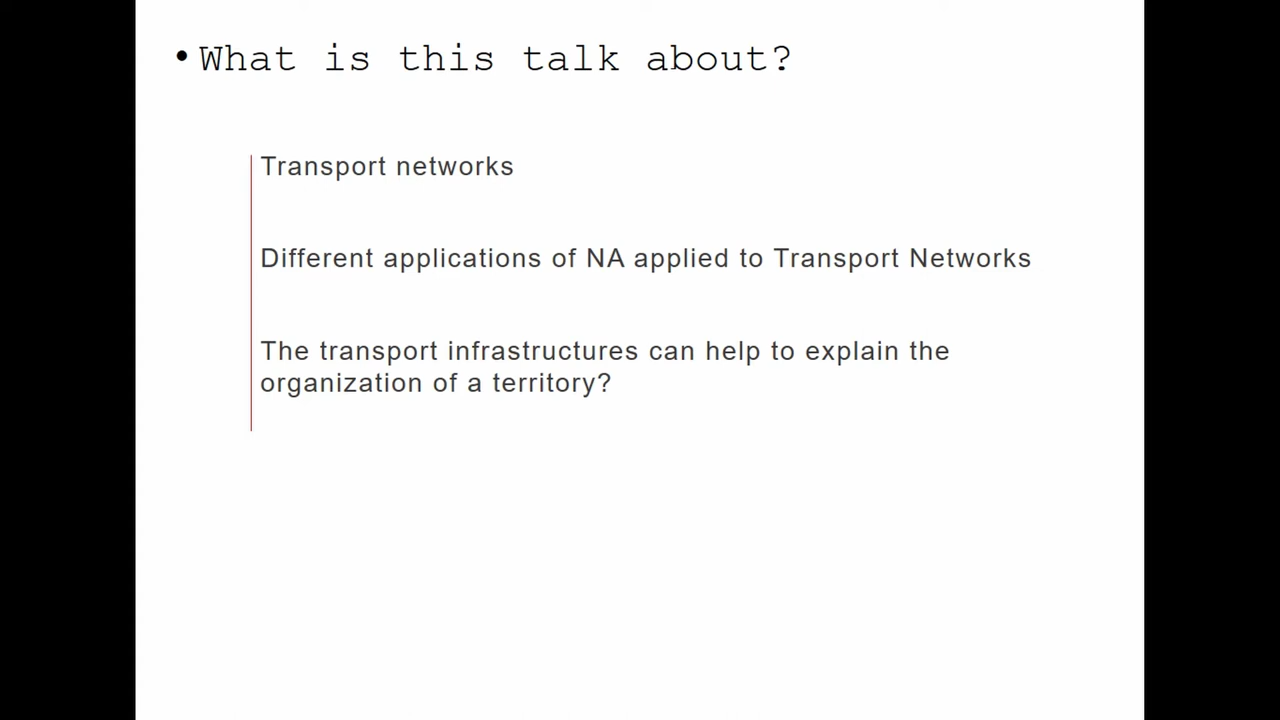 • What is this talk about?
Transport networks
Different applications of NA applied to Transport Networks
The transport infrastructures can help to explain the
organization of a territory?